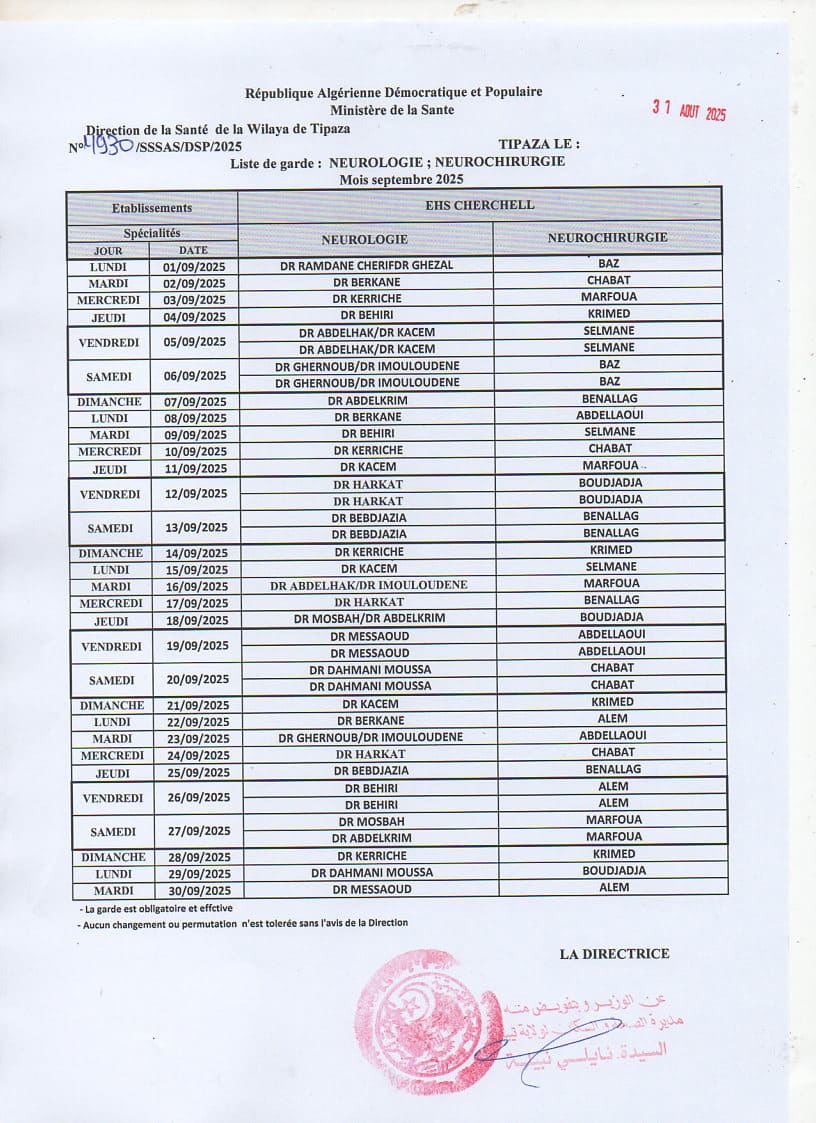 République Algérienne Démocratique et Populaire
Ministère de la Sante
31 AOUT 2025
Direction de la Santé de la Wilaya de Tipaza
N° 4930 /SSSAS/DSP/2025 TIPAZA LE :
Liste de garde : NEUROLOGIE ; NEUROCHIRURGIE
Mois septembre 2025
Etablissements EHS CHERCHELL
Spécialités NEUROLOGIE NEUROCHIRURGIE
JOUR DATE
LUNDI 01/09/2025 DR RAMDANE CHERIFDR GHEZAL BAZ
MARDI 02/09/2025 DR BERKANE CHABAT
MERCREDI 03/09/2025 DR KERRICHE MARFOUA
JEUDI 04/09/2025 DR BEHIRI KRIMED
VENDREDI 05/09/2025 DR ABDELHAK/DR KACEM SELMANE
DR ABDELHAK/DR KACEM SELMANE
SAMEDI 06/09/2025 DR GHERNOUB/DR IMOULOUDENE BAZ
DR GHERNOUB/DR IMOULOUDENE BAZ
DIMANCHE 07/09/2025 DR ABDELKRIM BENALLAG
LUNDI 08/09/2025 DR BERKANE ABDELLAOUI
MARDI 09/09/2025 DR BEHIRI SELMANE
MERCREDI 10/09/2025 DR KERRICHE CHABAT
JEUDI 11/09/2025 DR KACEM MARFOUA
VENDREDI 12/09/2025 DR HARKAT BOUDJADJA
DR HARKAT BOUDJADJA
SAMEDI 13/09/2025 DR BEBDJAZIA BENALLAG
DR BEBDJAZIA BENALLAG
DIMANCHE 14/09/2025 DR KERRICHE KRIMED
LUNDI 15/09/2025 DR KACEM SELMANE
MARDI 16/09/2025 DR ABDELHAK/DR IMOULOUDENE MARFOUA
MERCREDI 17/09/2025 DR HARKAT BENALLAG
JEUDI 18/09/2025 DR MOSBAH/DR ABDELKRIM BOUDJADJA
VENDREDI 19/09/2025 DR MESSAOUD ABDELLAOUI
DR MESSAOUD ABDELLAOUI
SAMEDI 20/09/2025 DR DAHMANI MOUSSA CHABAT
DR DAHMANI MOUSSA CHABAT
DIMANCHE 21/09/2025 DR KACEM KRIMED
LUNDI 22/09/2025 DR BERKANE ALEM
MARDI 23/09/2025 DR GHERNOUB/DR IMOULOUDENE ABDELLAOUI
MERCREDI 24/09/2025 DR HARKAT CHABAT
JEUDI 25/09/2025 DR BEBDJAZIA BENALLAG
VENDREDI 26/09/2025 DR BEHIRI ALEM
DR BEHIRI ALEM
SAMEDI 27/09/2025 DR MOSBAH MARFOUA
DR ABDELKRIM MARFOUA
DIMANCHE 28/09/2025 DR KERRICHE KRIMED
LUNDI 29/09/2025 DR DAHMANI MOUSSA BOUDJADJA
MARDI 30/09/2025 DR MESSAOUD ALEM
- La garde est obligatoire et effctive
- Aucun changement ou permutation n'est tolerée sans l'avis de la Direction
LA DIRECTRICE
عن الوزير و بتفويض منه
مديرة الصحة و السكان لولاية تيبازة
السيدة. نايلسي نبيلة